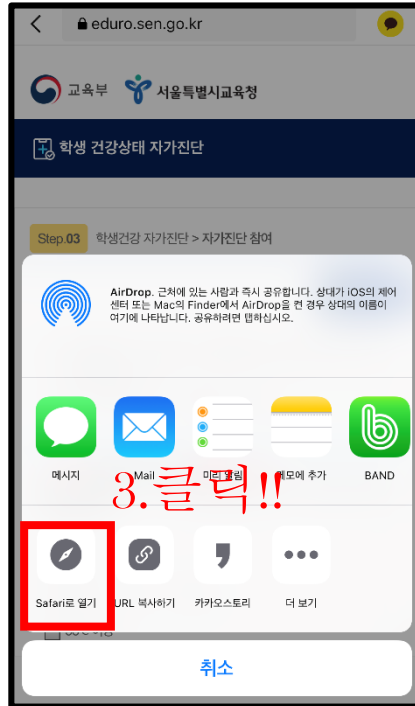 eduro.sen.go.kr
교육부 서울특별시교육청
학생 건강상태 자가진단
Step.03 학생건강 자가진단 > 자가진단 참여
AirDrop. 근처에 있는 사람과 즉시 공유합니다. 상대가 iOS의 제어
센터 또는 Mac의 Finder에서 AirDrop을 켠 경우 상대의 이름이
여기에 나타납니다. 공유하려면 탭하십시오.
메시지 Mail 미리 알림 메모에 추가 BAND
3.클릭!!
Safari로 열기 URL 복사하기 카카오스토리 더 보기
취소